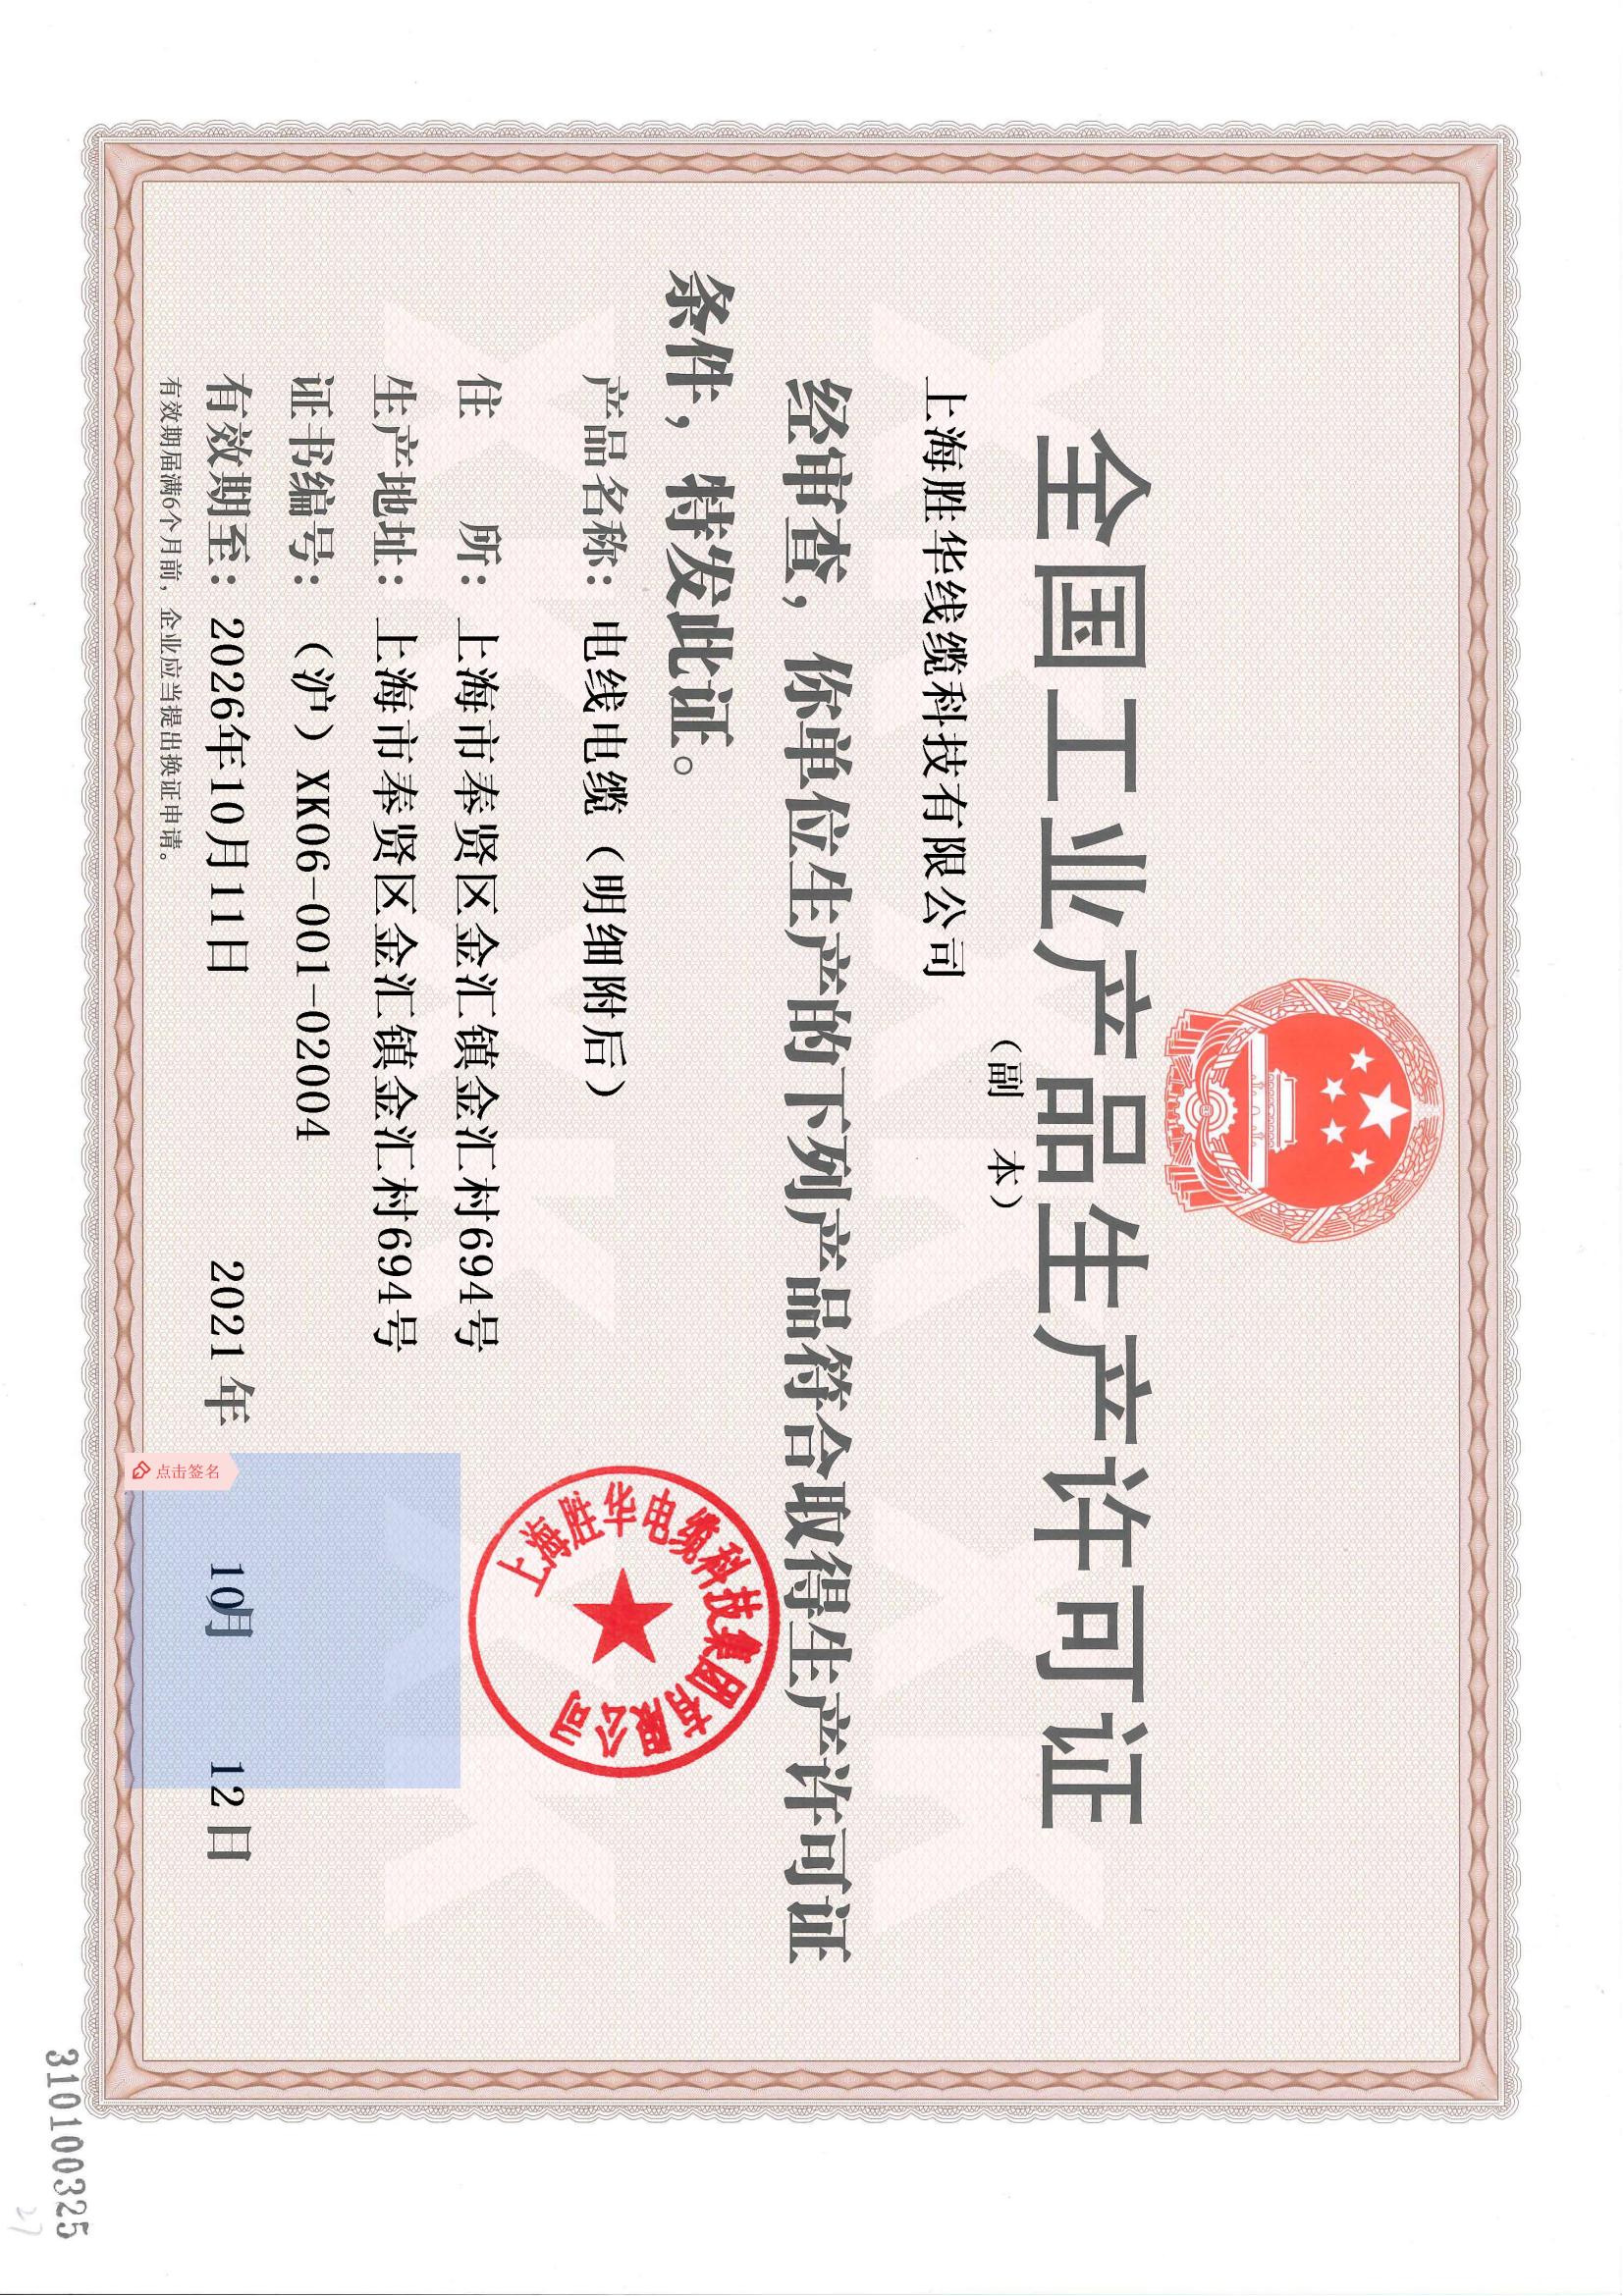 全国工业产品生产许可证
（副 本）
上海胜华线缆科技有限公司
经审查，你单位生产的下列产品符合取得生产许可证
条件，特发此证。
产品名称：电线电缆（明细附后）
住 所：上海市奉贤区金汇镇金汇村694号
生产地址：上海市奉贤区金汇镇金汇村694号
证书编号：（沪）XK06-001-02004
有效期至：2026年10月11日
2021 年 10月 12日
有效期届满6个月前，企业应当提出换证申请。
上海胜华电缆科技集团有限公司
点击签名
310100325
27